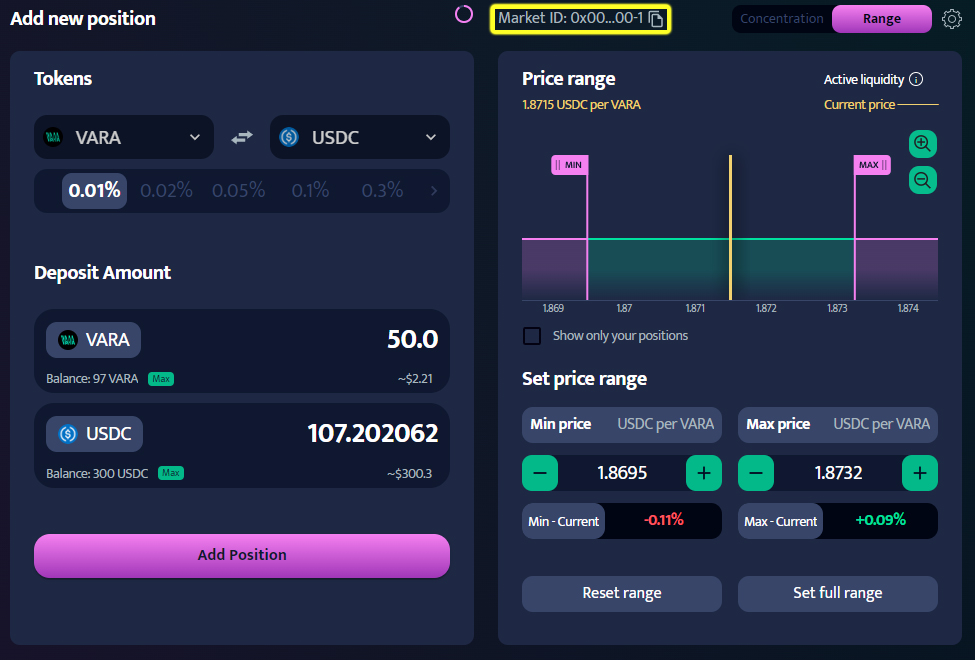 Add new position
Market ID: 0x00...00-1
Concentration Range
Tokens
VARA USDC
0.01% 0.02% 0.05% 0.1% 0.3%
Deposit Amount
VARA 50.0
Balance: 97 VARA Max ~$2.21
USDC 107.202062
Balance: 300 USDC Max ~$300.3
Add Position
Price range Active liquidity
1.8715 USDC per VARA Current price
MIN MAX
1.869 1.87 1.871 1.872 1.873 1.874
Show only your positions
Set price range
Min price USDC per VARA Max price USDC per VARA
1.8695 1.8732
Min - Current -0.11% Max - Current +0.09%
Reset range Set full range